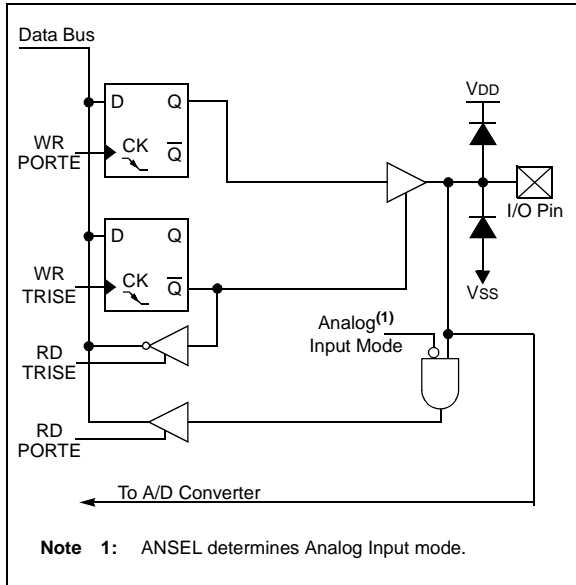 Data Bus
D Q
WR
PORTE
CK
Q
VDD
I/O Pin
VSS
D Q
WR
TRISE
CK
Q
RD
TRISE
Analog(1)
Input Mode
RD
PORTE
To A/D Converter
Note 1: ANSEL determines Analog Input mode.